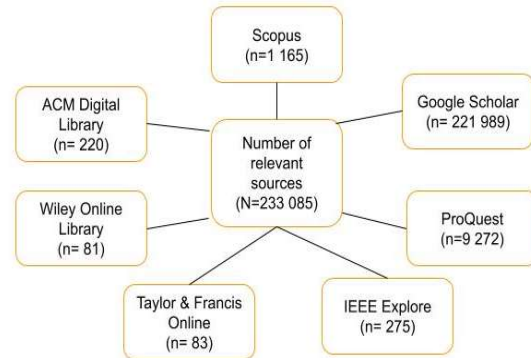 Scopus
(n=1 165)
ACM Digital
Library
(n= 220)
Google Scholar
(n= 221 989)
Number of
relevant
sources
(N=233 085)
Wiley Online
Library
(n= 81)
ProQuest
(n=9 272)
Taylor & Francis
Online
(n= 83)
IEEE Explore
(n= 275)